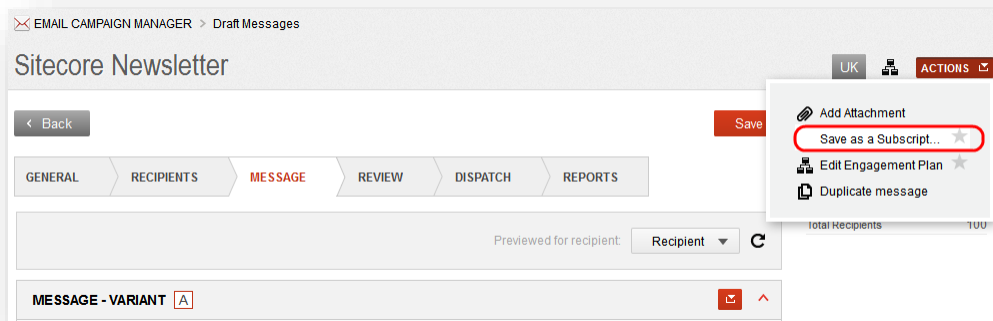 EMAIL CAMPAIGN MANAGER > Draft Messages
Sitecore Newsletter
UK
ACTIONS
Add Attachment
Save as a Subscript...
Edit Engagement Plan
Duplicate message
< Back
Save
GENERAL
RECIPIENTS
MESSAGE
REVIEW
DISPATCH
REPORTS
Total Recipients 100
Previewed for recipient: Recipient
MESSAGE - VARIANT A